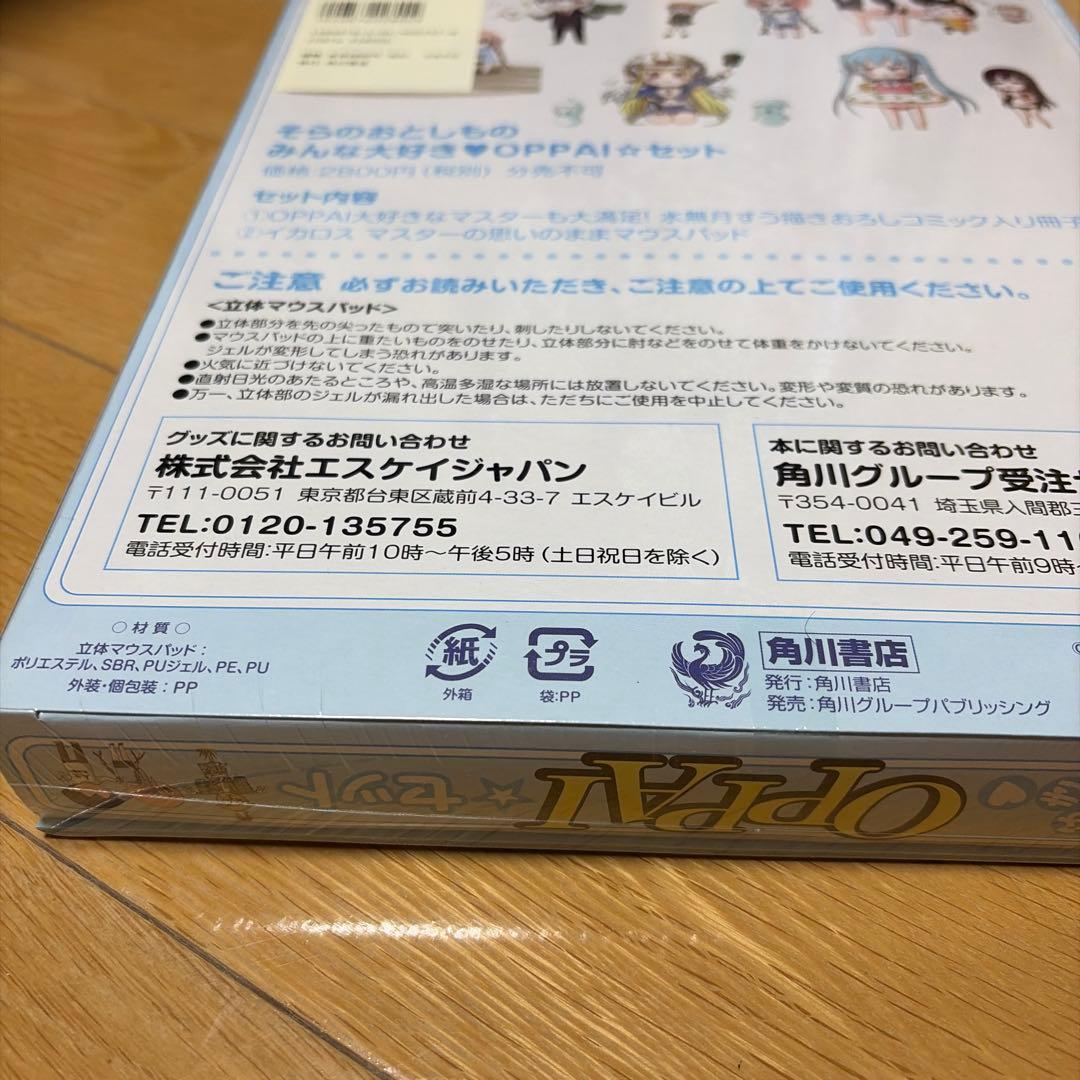 そらのおとしもの
みんな大好き♥OPPAI☆セット
価格:2800円(税別) 分売不可
セット内容
①OPPAI大好きなマスターも大満足! 水無月すう描きおろしコミック入り冊子
②イカロス マスターの思いのままマウスパッド
ご注意 必ずお読みいただき、ご注意の上でご使用ください。
<立体マウスパッド>
●立体部分を先の尖ったもので突いたり、刺したりしないでください。
●マウスパッドの上に重たいものをのせたり、立体部分に肘などをのせて体重をかけないでください。
ジェルが変形してしまう恐れがあります。
●火気に近づけないでください。
●直射日光のあたるところや、高温多湿な場所には放置しないでください。変形や変質の恐れがあります。
●万一、立体部のジェルが漏れ出した場合は、ただちにご使用を中止してください。
グッズに関するお問い合わせ
株式会社エスケイジャパン
〒111-0051 東京都台東区蔵前4-33-7 エスケイビル
TEL:0120-135755
電話受付時間:平日午前10時〜午後5時(土日祝日を除く)
本に関するお問い合わせ
角川グループ受注
〒354-0041 埼玉県入間郡
TEL:049-259-11
電話受付時間:平日午前9時
○材質○
立体マウスパッド:
ポリエステル、SBR、PUジェル、PE、PU
外装・個包装:PP
紙
外箱
プラ
袋:PP
角川書店
発行:角川書店
発売:角川グループパブリッシング
OPPAI☆セット